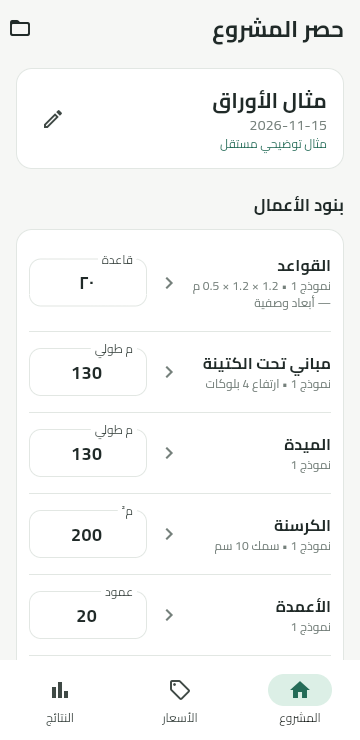 حصر المشروع
مثال الأوراق
2026-11-15
مثال توضيحي مستقل
بنود الأعمال
القواعد
نموذج 1 • 1.2 × 1.2 × 0.5 م
— أبعاد وصفية
قاعدة
٢٠
مباني تحت الكتينة
نموذج 1 • ارتفاع 4 بلوكات
م طولي
130
الميدة
نموذج 1
م طولي
130
الكرسنة
نموذج 1 • سمك 10 سم
م²
200
الأعمدة
نموذج 1
عمود
20
المشروع
الأسعار
النتائج